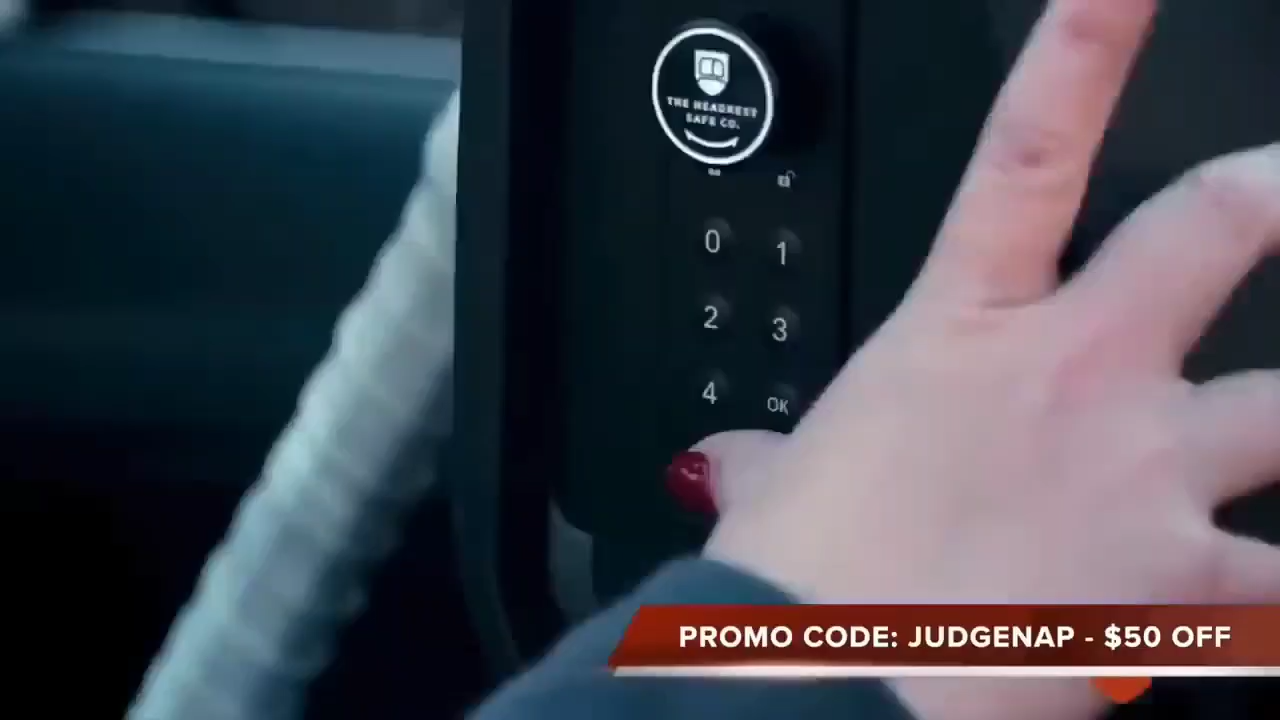 THE HEADREST
SAFE CO.
0 1
2 3
4 OK
PROMO CODE: JUDGENAP - $50 OFF